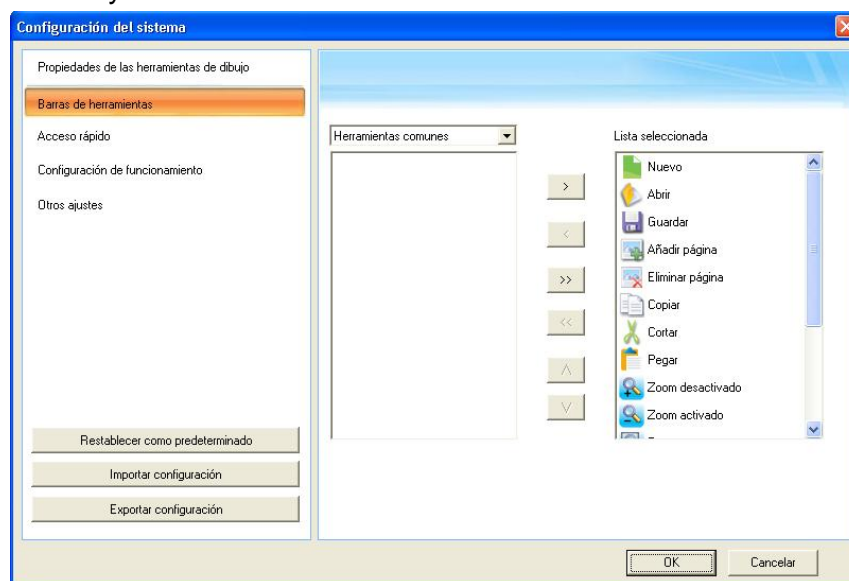 Configuración del sistema
Propiedades de las herramientas de dibujo
Barras de herramientas
Acceso rápido
Configuración de funcionamiento
Otros ajustes
Restablecer como predeterminado
Importar configuración
Exportar configuración
Herramientas comunes
>
<
>>
<<
Lista seleccionada
Nuevo
Abrir
Guardar
Añadir página
Eliminar página
Copiar
Cortar
Pegar
Zoom desactivado
Zoom activado
OK
Cancelar